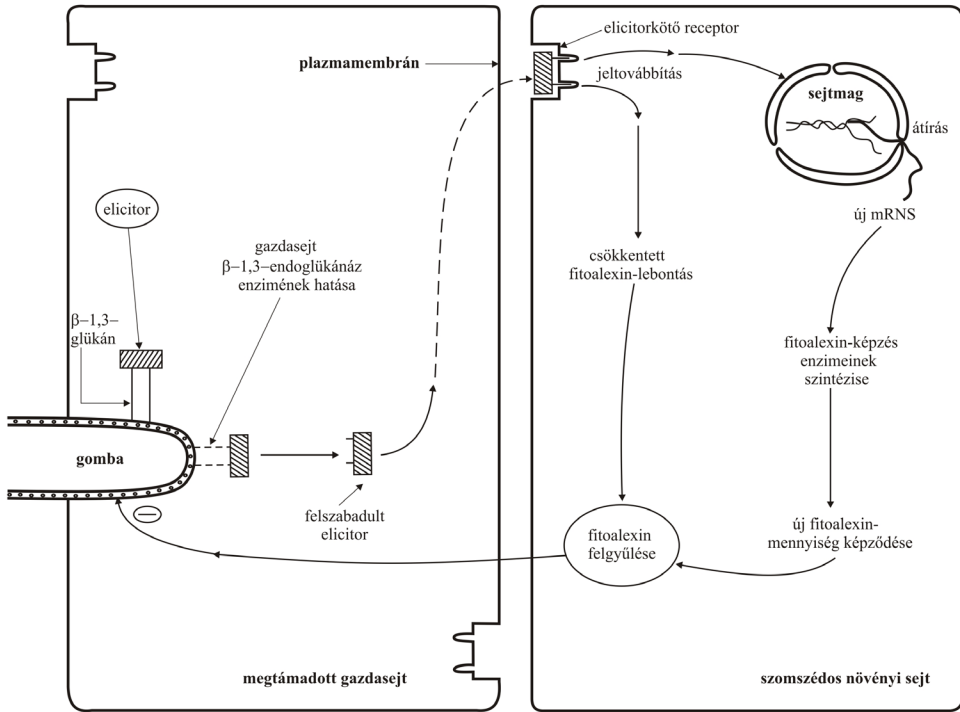 elicitorkötő receptor
plazmamembrán
jeltovábbítás
sejtmag
átírás
elicitor
új mRNS
gazdasejt
β–1,3–endoglükánáz
enzimének hatása
csökkentett
fitoalexin-lebontás
β–1,3–
glükán
fitoalexin-képzés
enzimeinek
szintézise
gomba
felszabadult
elicitor
fitoalexin
felgyűlése
új fitoalexin-
mennyiség képződése
megtámadott gazdasejt
szomszédos növényi sejt